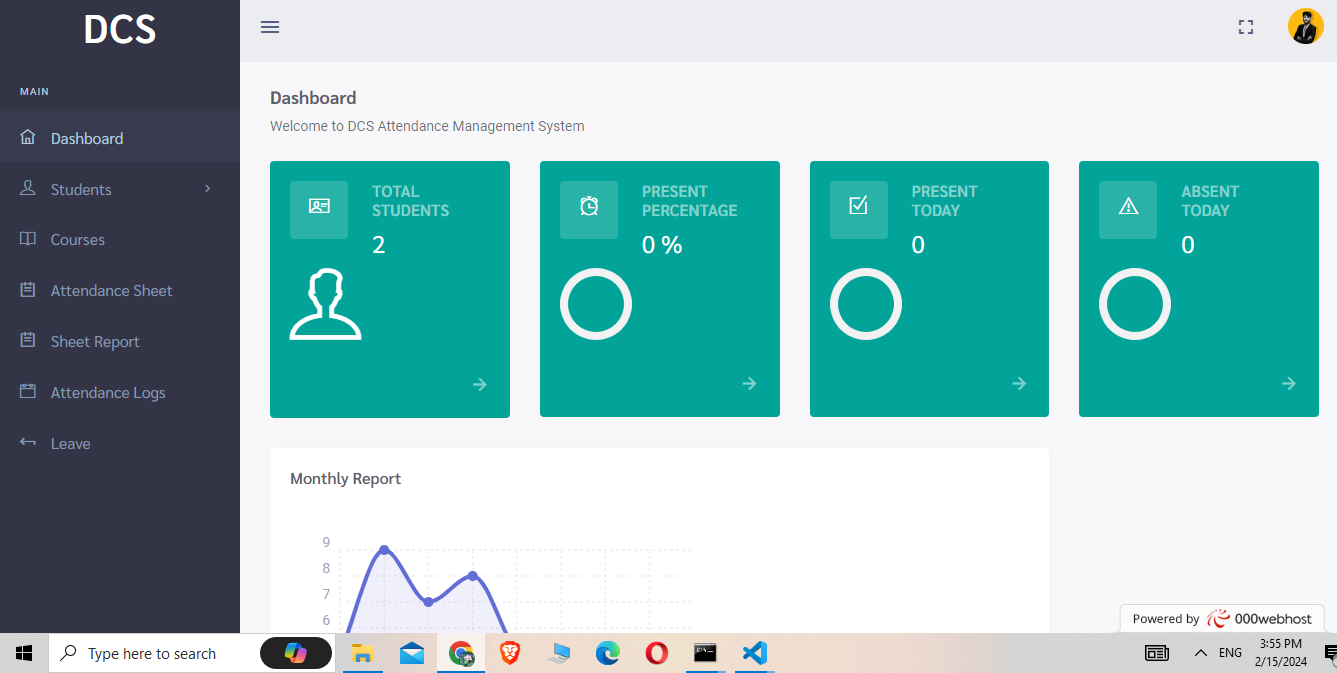 DCS
MAIN
Dashboard
Students
Courses
Attendance Sheet
Sheet Report
Attendance Logs
Leave
Dashboard
Welcome to DCS Attendance Management System
TOTAL
STUDENTS
2
PRESENT
PERCENTAGE
0 %
PRESENT
TODAY
0
ABSENT
TODAY
0
Monthly Report
9
8
7
6
Powered by 000webhost
Type here to search
ENG
3:55 PM
2/15/2024